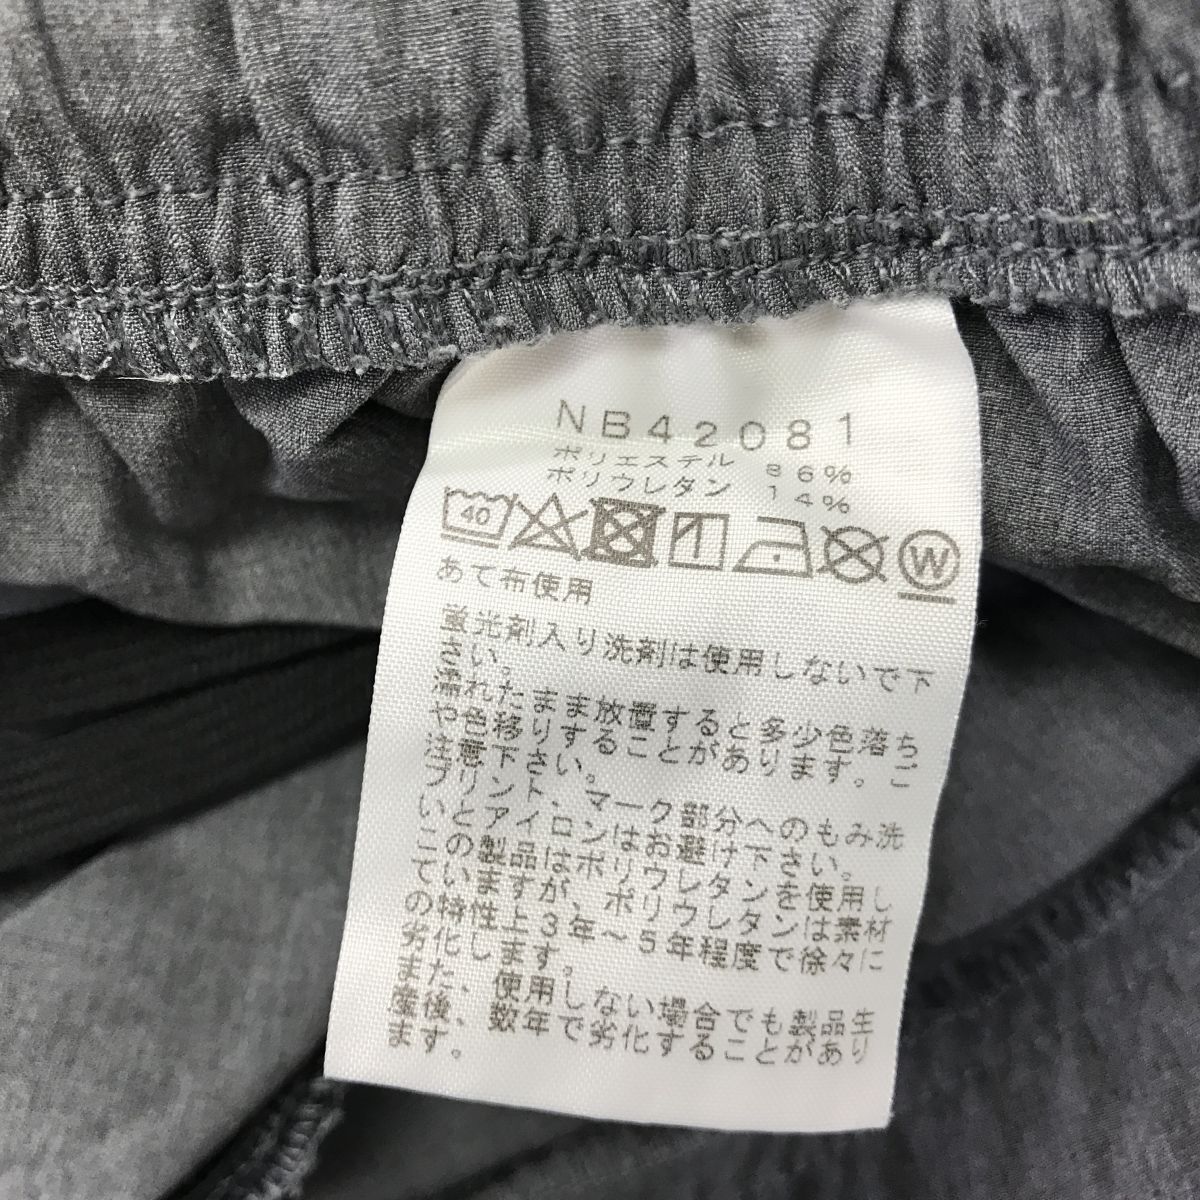 NB42081
ポリエステル 86%
ポリウレタン 14%
40 W
あて布使用
蛍光剤入り洗剤は使用しないで下
さい。
濡れたまま放置すると多少色落ち
や色移りすることがあります。ご
注意下さい。
プリント、マーク部分へのもみ洗
いとアイロンはお避け下さい。
この製品はポリウレタンを使用し
ていますが、ポリウレタンは素材
の特性上3年～5年程度で徐々に
劣化します。
また、使用しない場合でも製品生
産後、数年で劣化することがあり
ます。